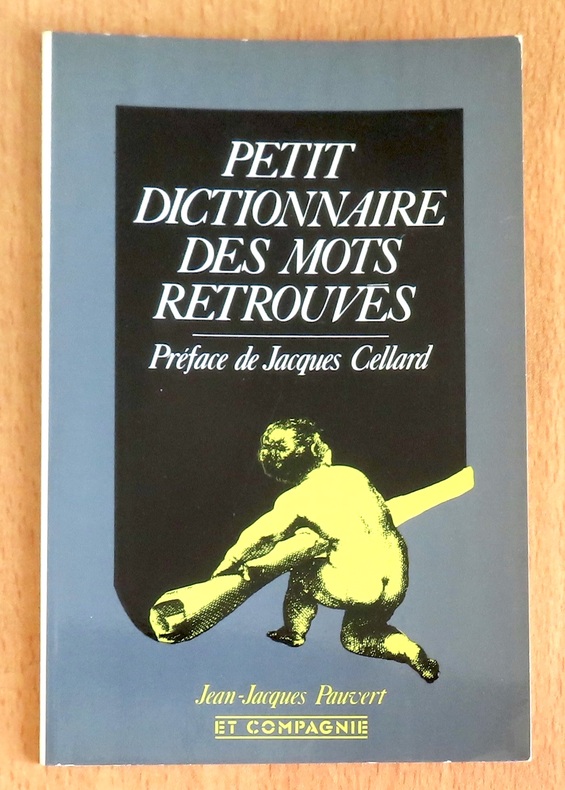 PETIT
DICTIONNAIRE
DES MOTS
RETROUVÉS
Préface de Jacques Cellard
Jean-Jacques Pauvert
ET COMPAGNIE